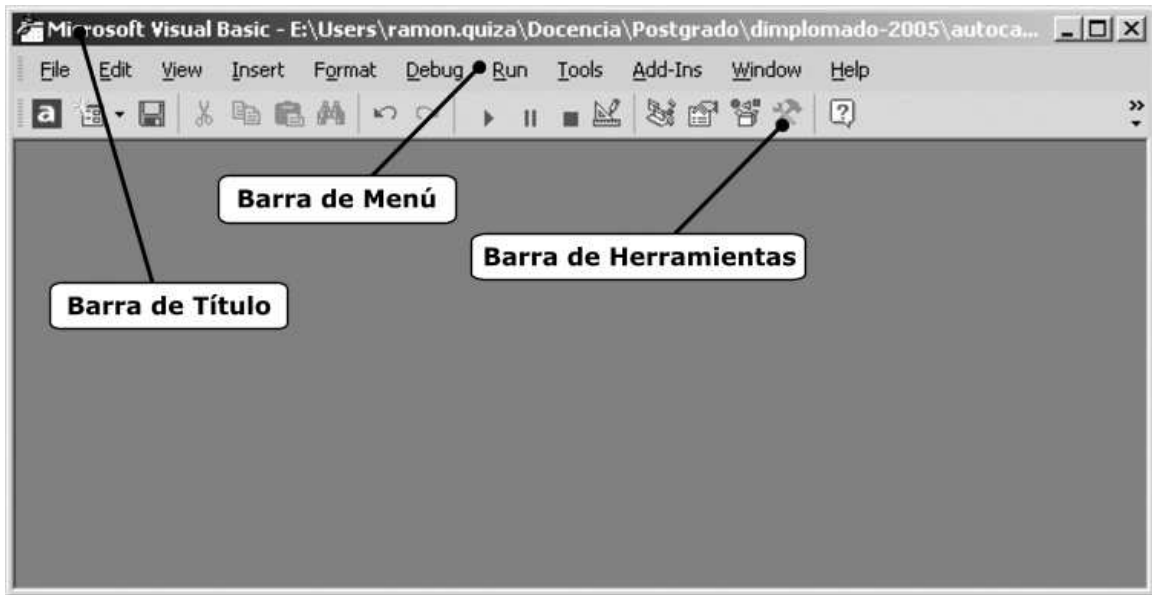 Microsoft Visual Basic - E:\Users\ramon.quiza\Docencia\Postgrado\dimplomado-2005\autoca...
File Edit View Insert Format Debug Run Tools Add-Ins Window Help
Barra de Menú
Barra de Herramientas
Barra de Título